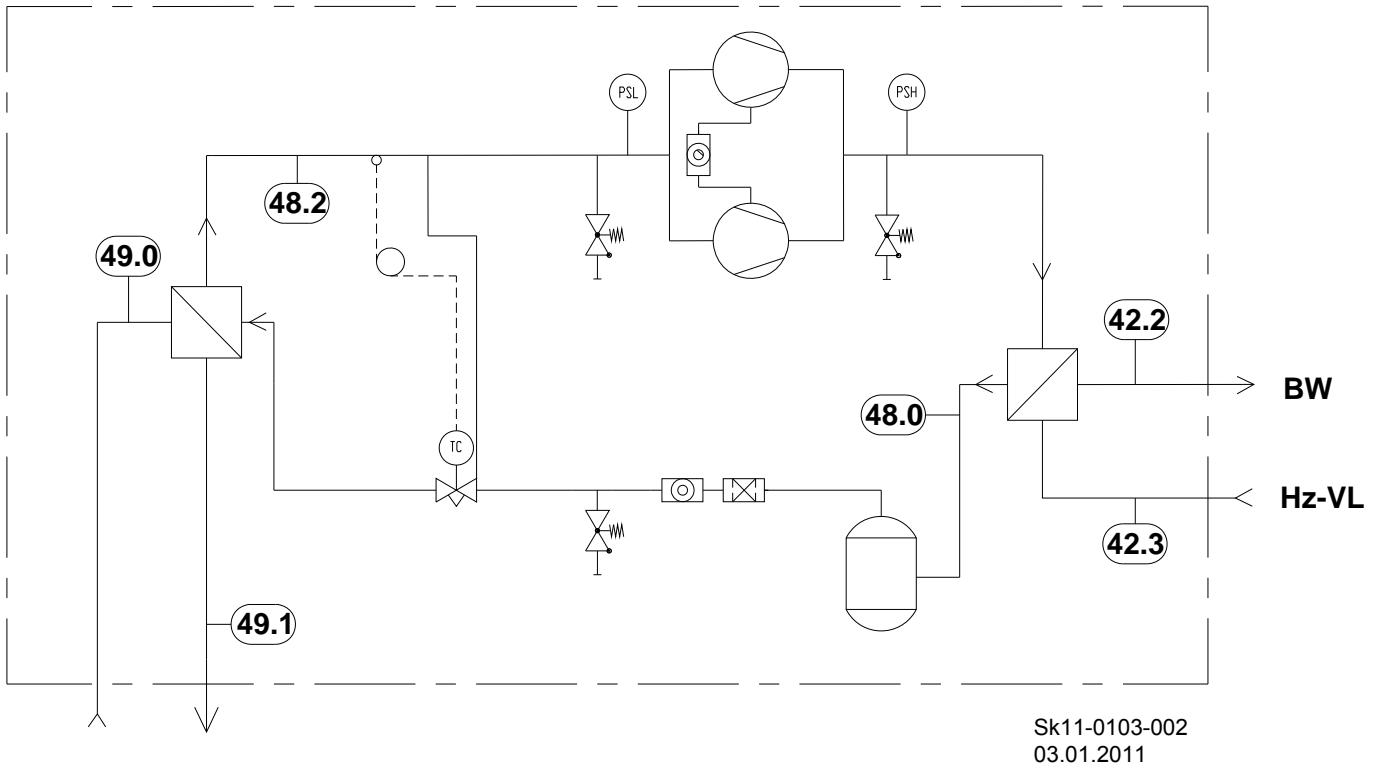 PSL
PSH
48.2
49.0
42.2
BW
48.0
TC
Hz-VL
42.3
49.1
Sk11-0103-002
03.01.2011